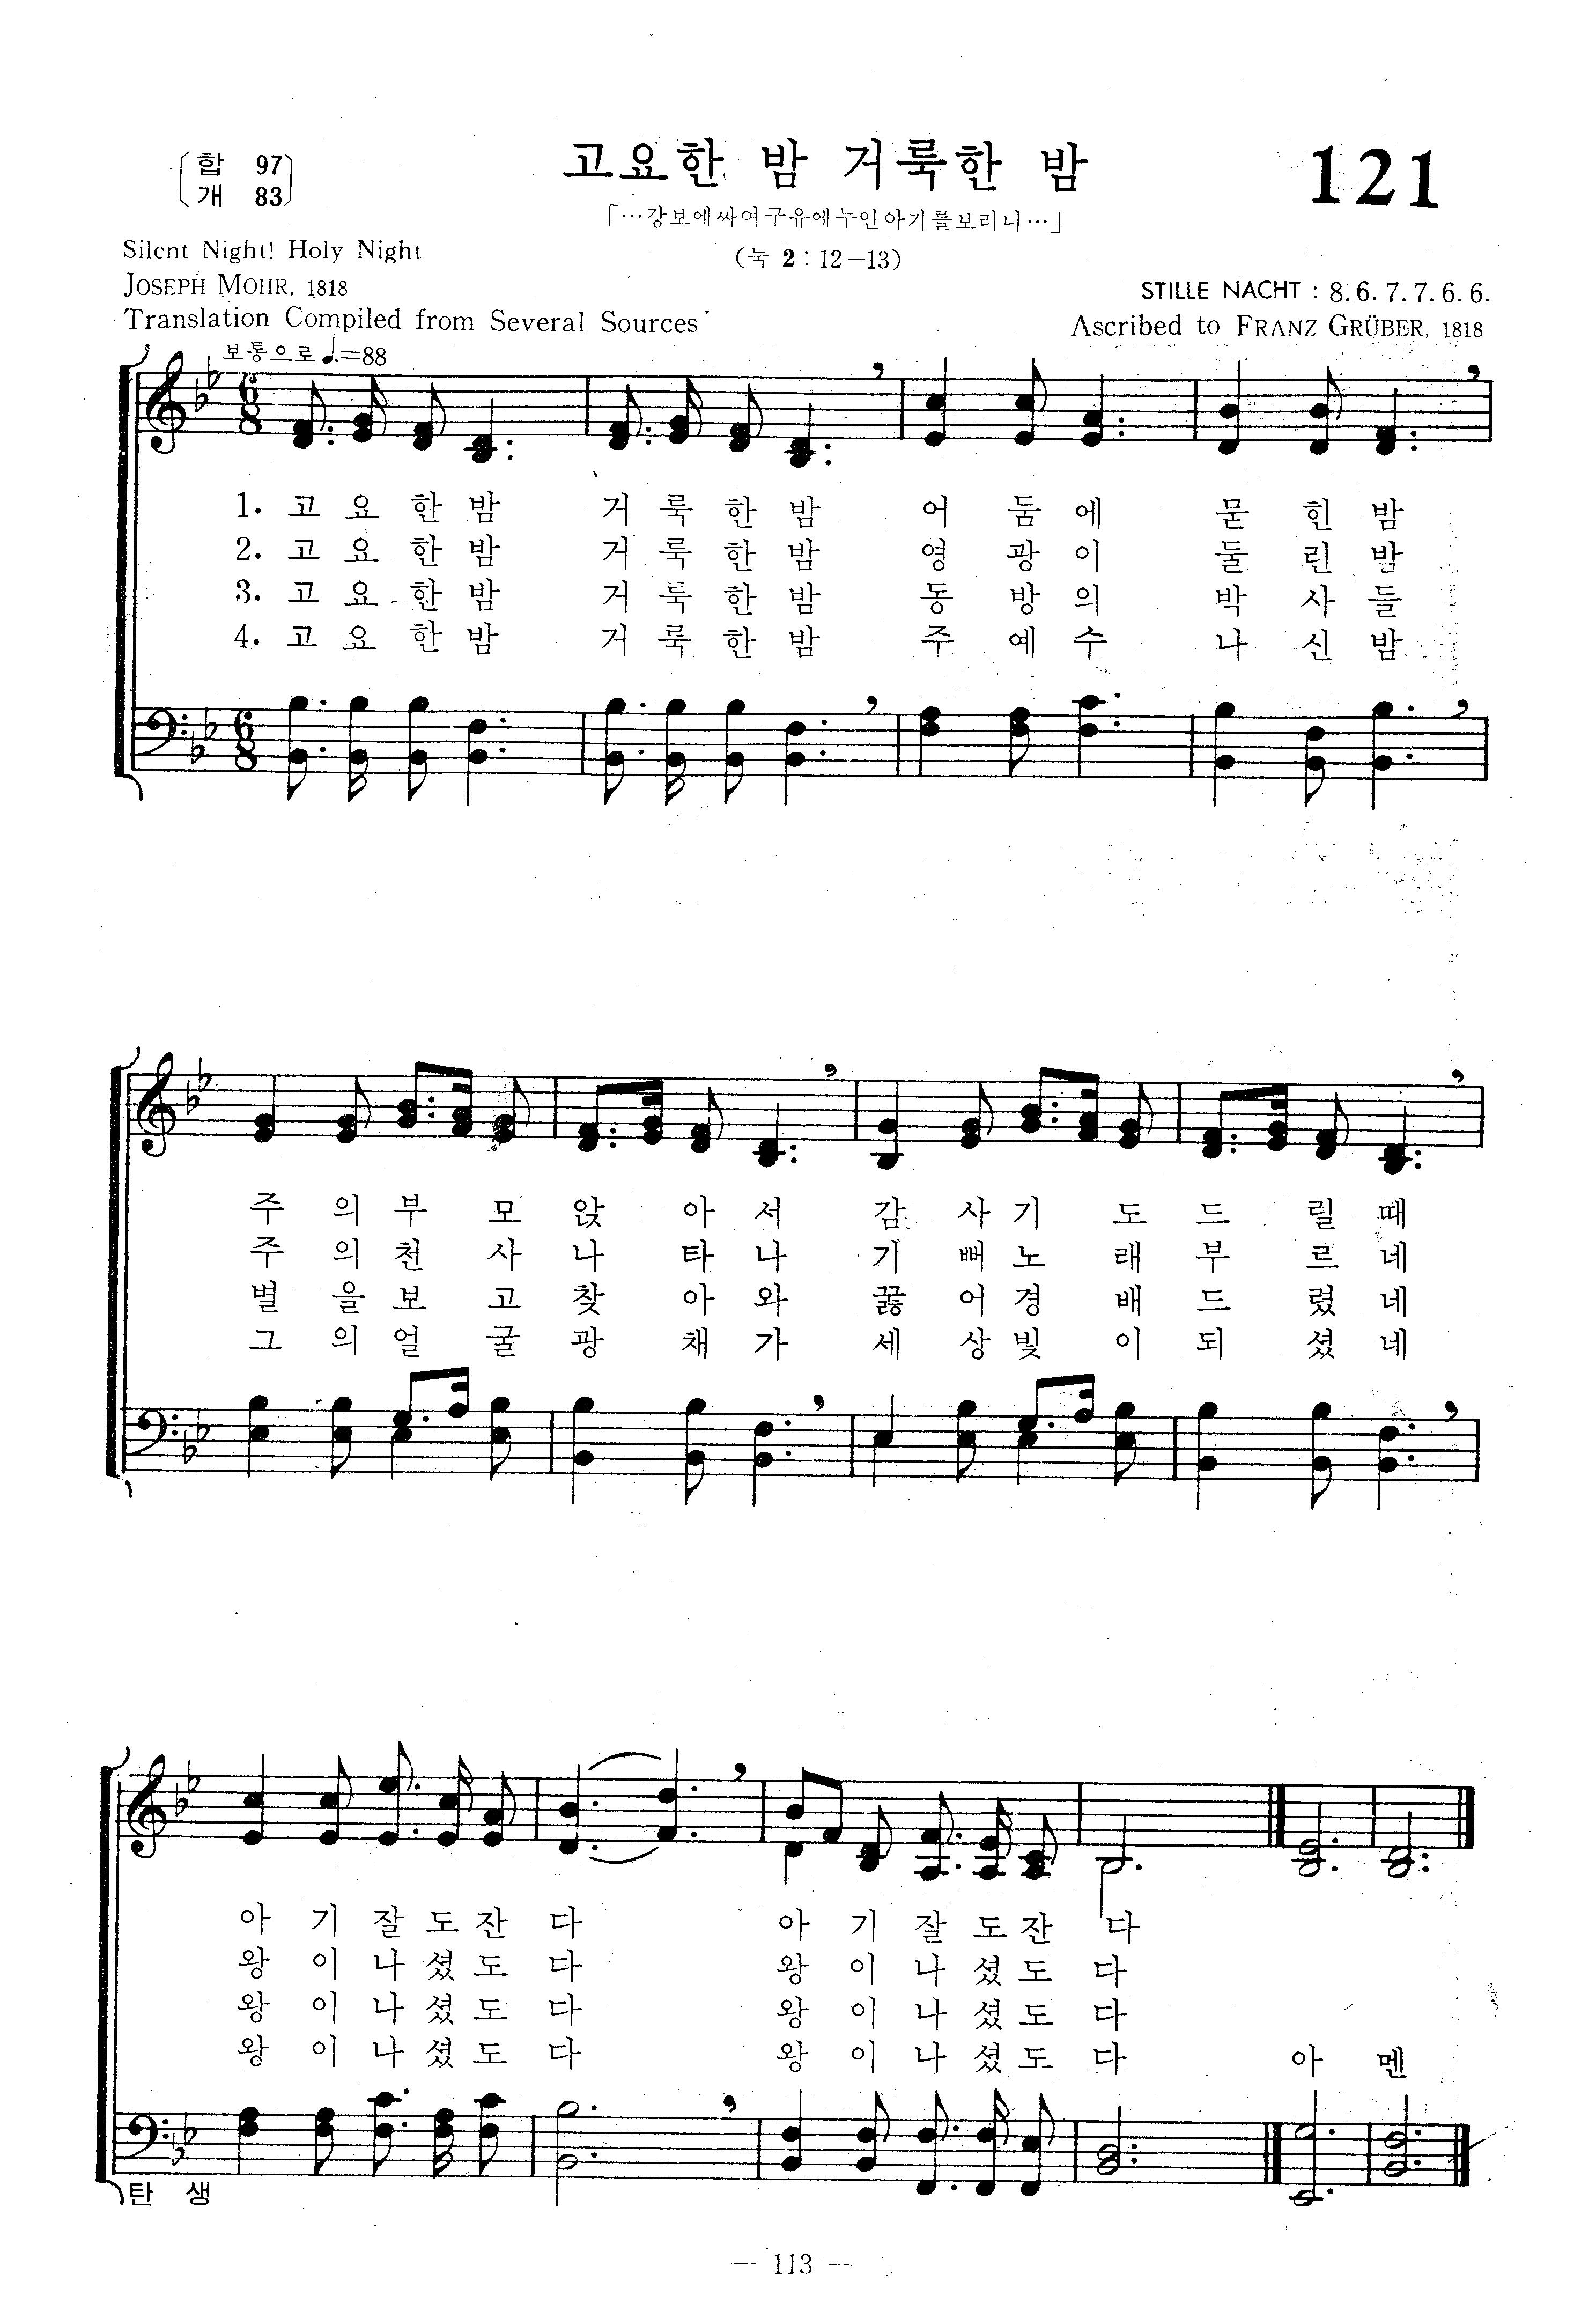 합 97
개 83
고요한 밤 거룩한 밤
121
「…강보에싸여구유에누인아기를보리니…」
(눅 2 : 12—13)
Silent Night! Holy Night
JOSEPH MOHR, 1818
Translation Compiled from Several Sources
STILLE NACHT : 8. 6. 7. 7. 6. 6.
Ascribed to FRANZ GRÜBER, 1818
보통으로 ♩.=88
1. 고 요 한 밤 거 룩 한 밤 어 둠 에 묻 힌 밤
2. 고 요 한 밤 거 룩 한 밤 영 광 이 둘 린 밤
3. 고 요 한 밤 거 룩 한 밤 동 방 의 박 사 들
4. 고 요 한 밤 거 룩 한 밤 주 예 수 나 신 밤
주 의 부 모 앉 아 서 감 사 기 도 드 릴 때
주 의 천 사 나 타 나 기 뻐 노 래 부 르 네
별 을 보 고 찾 아 와 꿇 어 경 배 드 렸 네
그 의 얼 굴 광 채 가 세 상 빛 이 되 셨 네
아 기 잘 도 잔 다 아 기 잘 도 잔 다
왕 이 나 셨 도 다 왕 이 나 셨 도 다
왕 이 나 셨 도 다 왕 이 나 셨 도 다
왕 이 나 셨 도 다 왕 이 나 셨 도 다 아 멘
탄 생
— 113 —